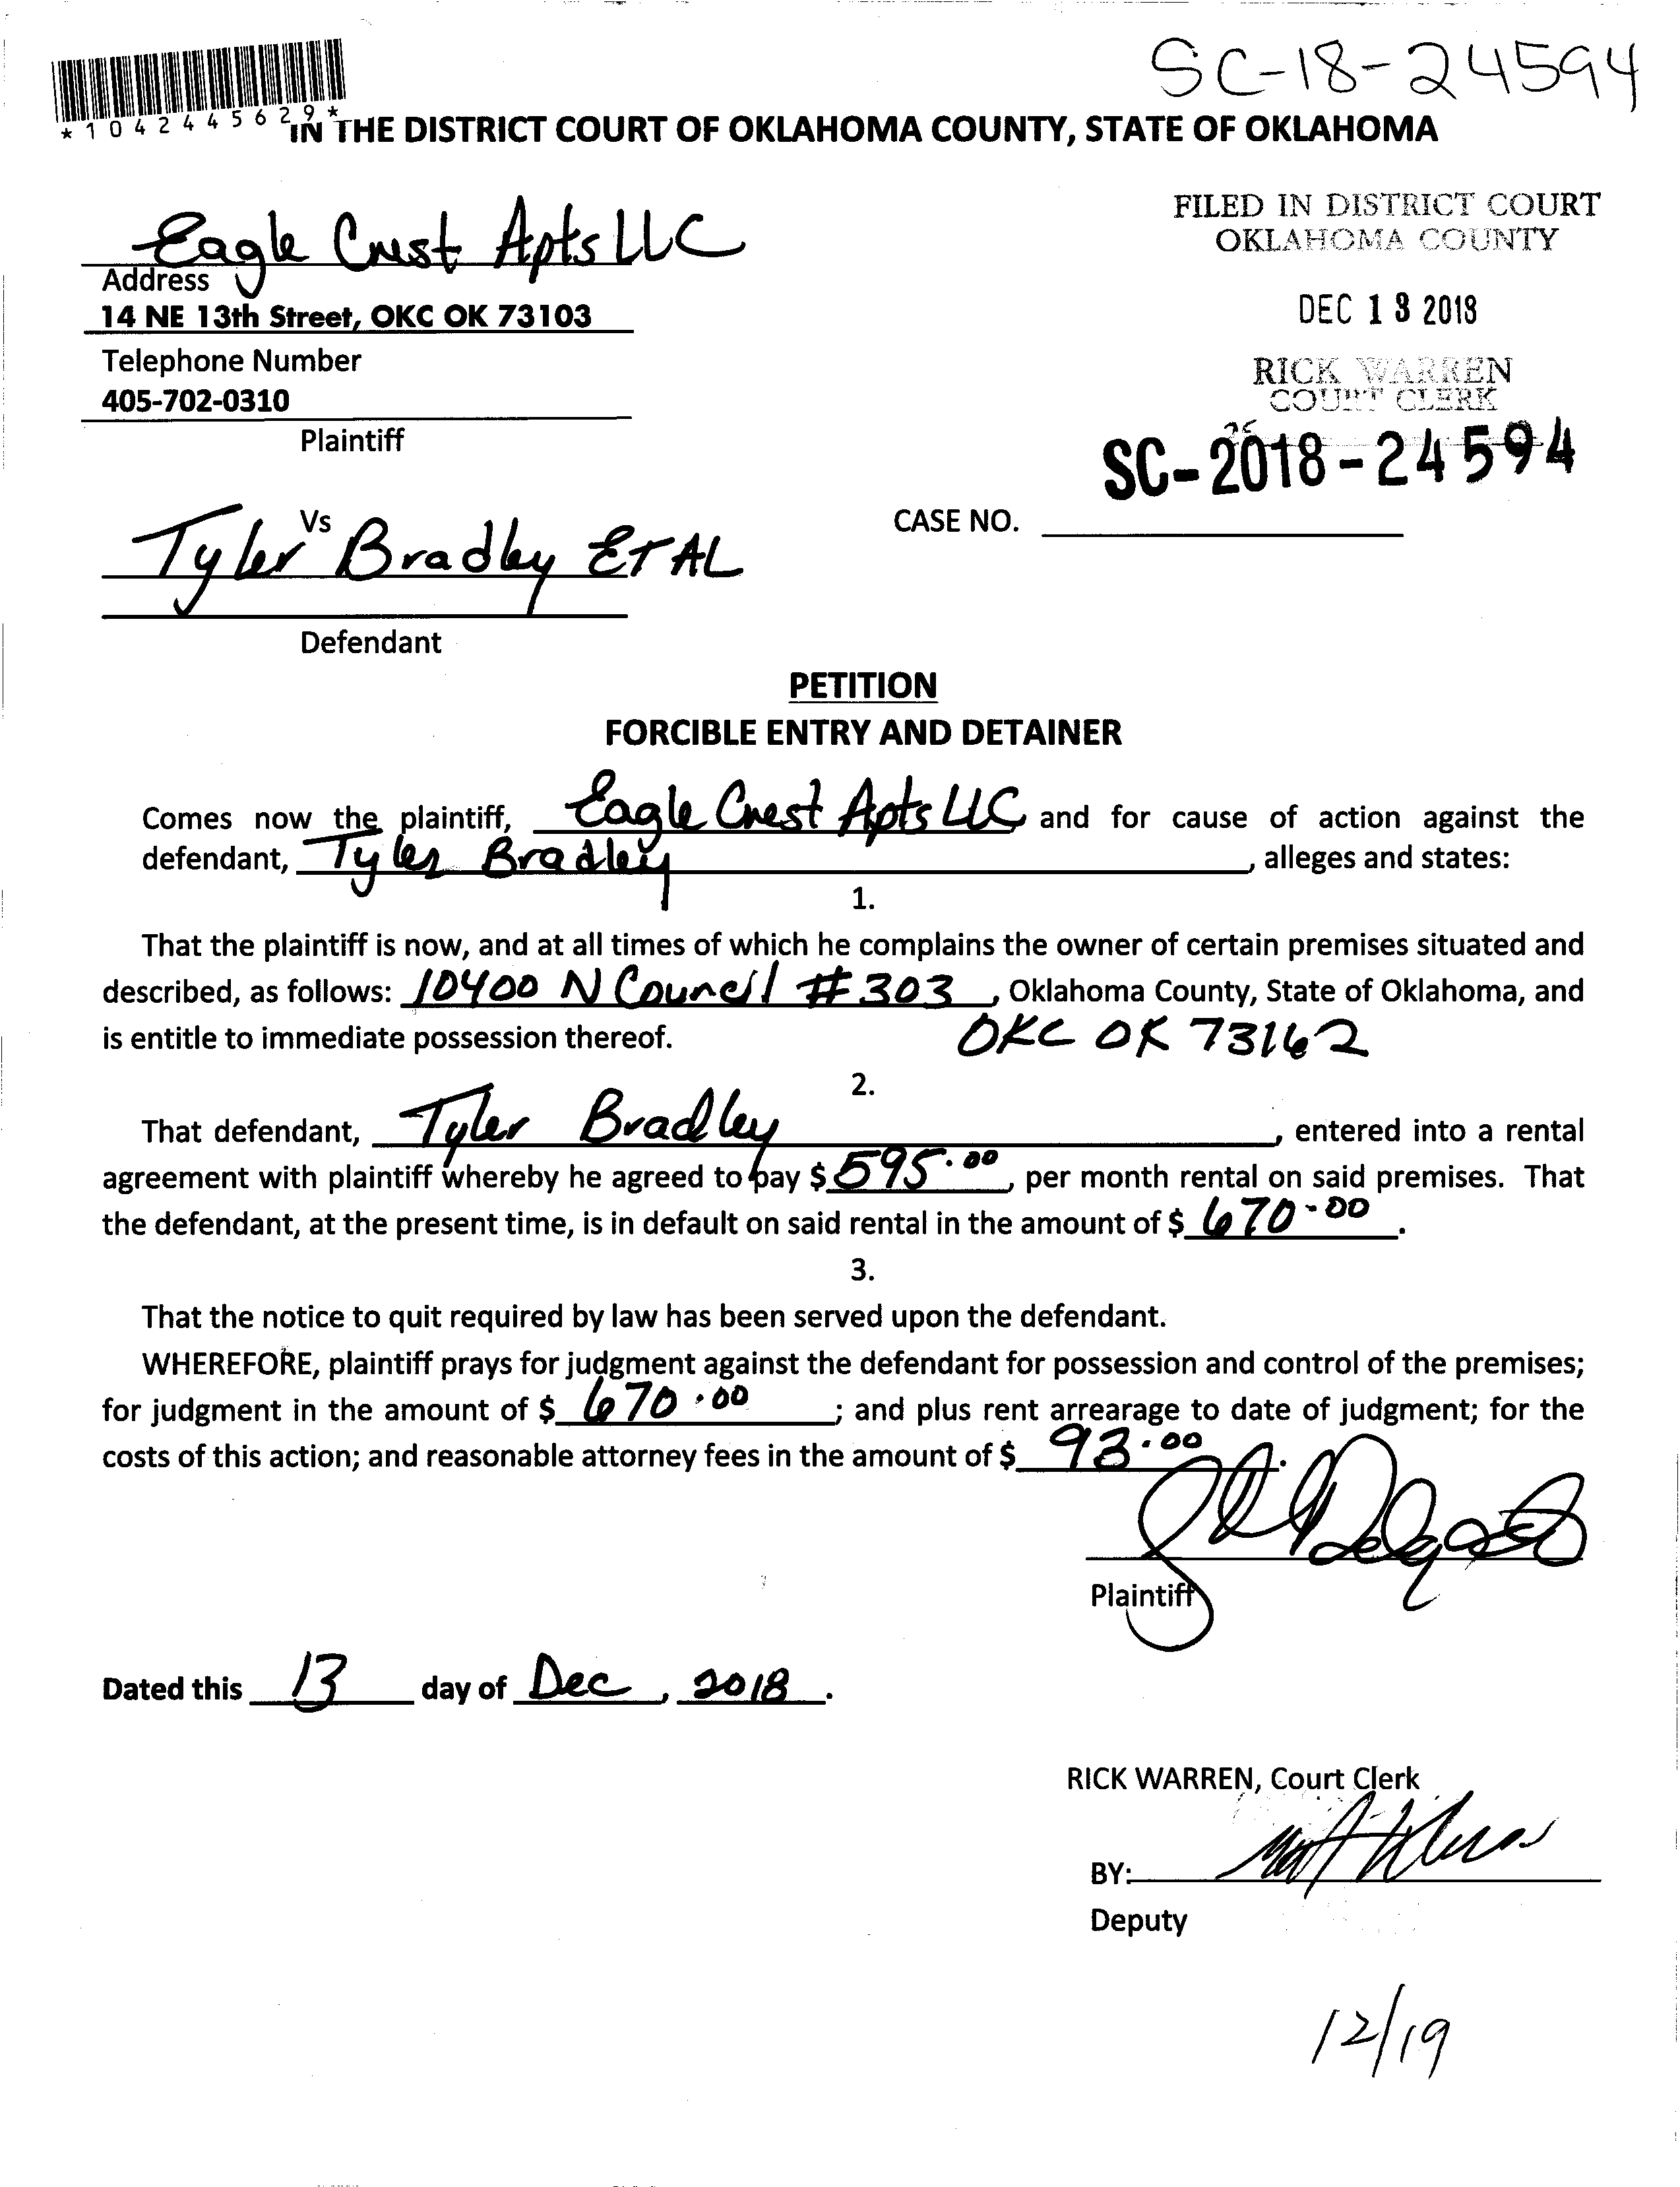 SC-18-24594
*1042445629*
IN THE DISTRICT COURT OF OKLAHOMA COUNTY, STATE OF OKLAHOMA
Eagle Crest Apts LLC
Address
14 NE 13th Street, OKC OK 73103
Telephone Number
405-702-0310
Plaintiff
FILED IN DISTRICT COURT
OKLAHOMA COUNTY
DEC 13 2018
RICK WARREN
COURT CLERK
SC-2018-24594
CASE NO.
Vs
Tyler Bradley ET AL
Defendant
PETITION
FORCIBLE ENTRY AND DETAINER
Comes now the plaintiff, Eagle Crest Apts LLC and for cause of action against the
defendant, Tyler Bradley, alleges and states:
1.
That the plaintiff is now, and at all times of which he complains the owner of certain premises situated and
described, as follows: 10400 N Council #303, Oklahoma County, State of Oklahoma, and
is entitle to immediate possession thereof. OKC OK 73162
2.
That defendant, Tyler Bradley, entered into a rental
agreement with plaintiff whereby he agreed to pay $ 595.00, per month rental on said premises. That
the defendant, at the present time, is in default on said rental in the amount of $ 670-00.
3.
That the notice to quit required by law has been served upon the defendant.
WHEREFORE, plaintiff prays for judgment against the defendant for possession and control of the premises;
for judgment in the amount of $ 670.00; and plus rent arrearage to date of judgment; for the
costs of this action; and reasonable attorney fees in the amount of $ 93.00.
Plaintiff
Dated this 13 day of Dec, 2018.
RICK WARREN, Court Clerk
BY:
Deputy
12/19